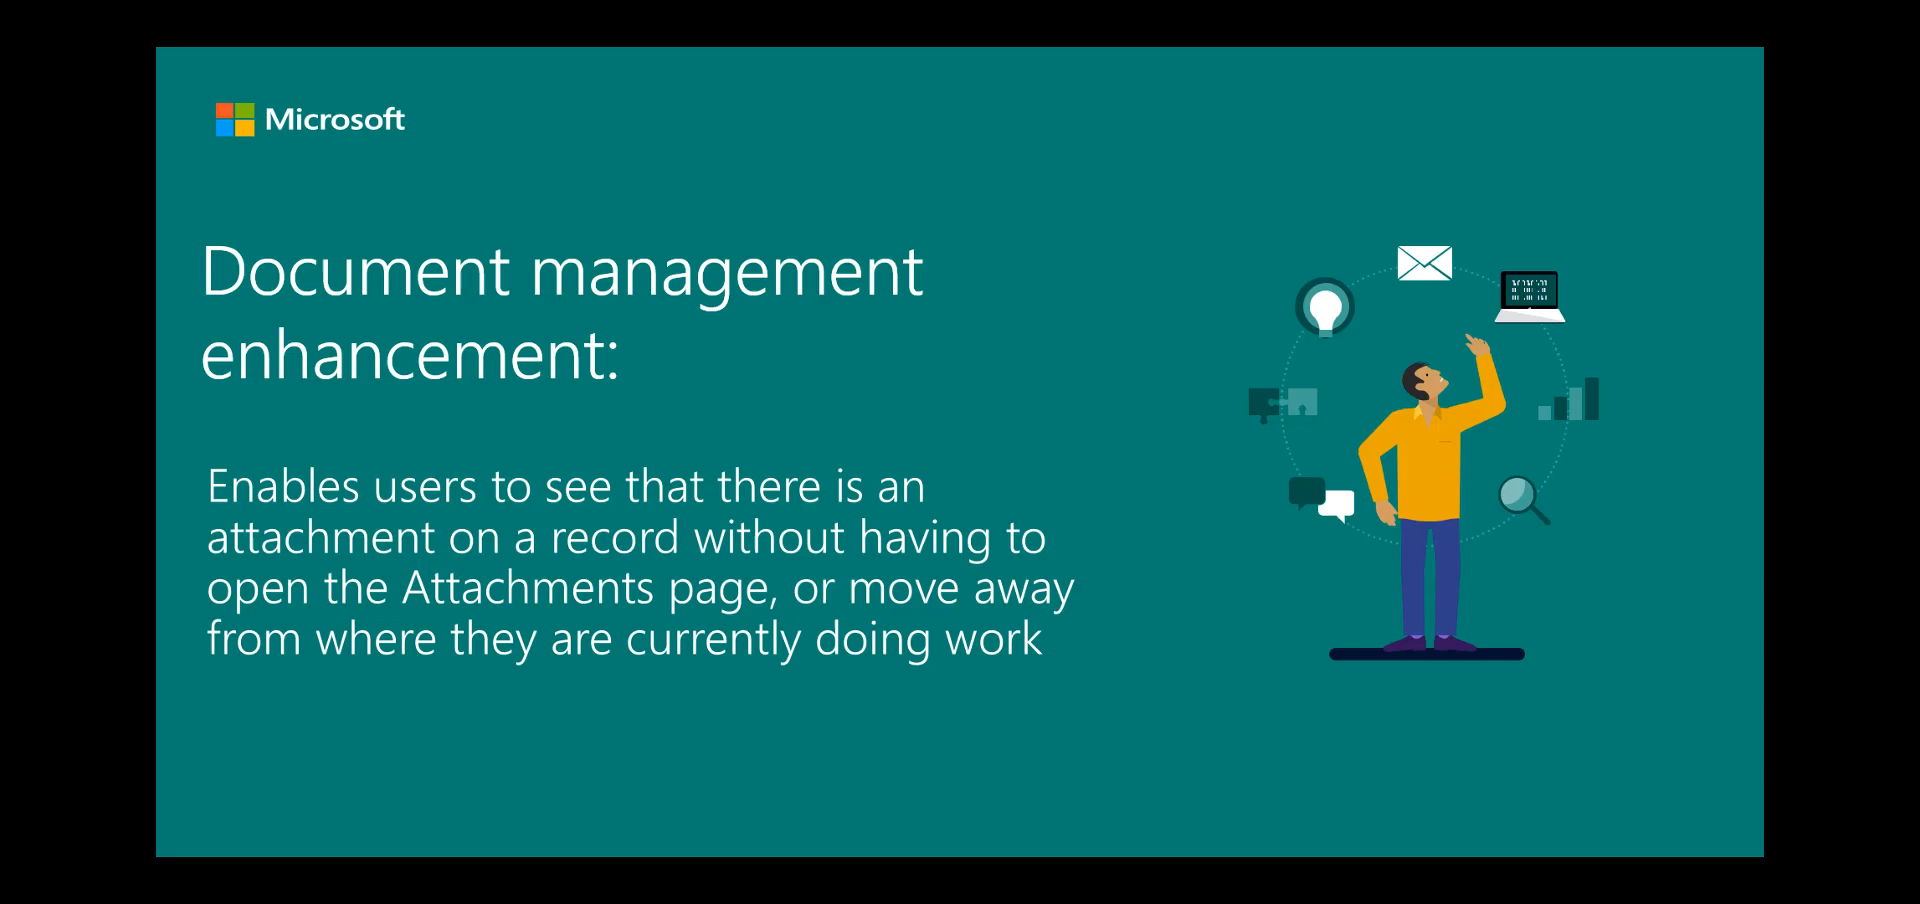 Microsoft
Document management
enhancement:
Enables users to see that there is an
attachment on a record without having to
open the Attachments page, or move away
from where they are currently doing work